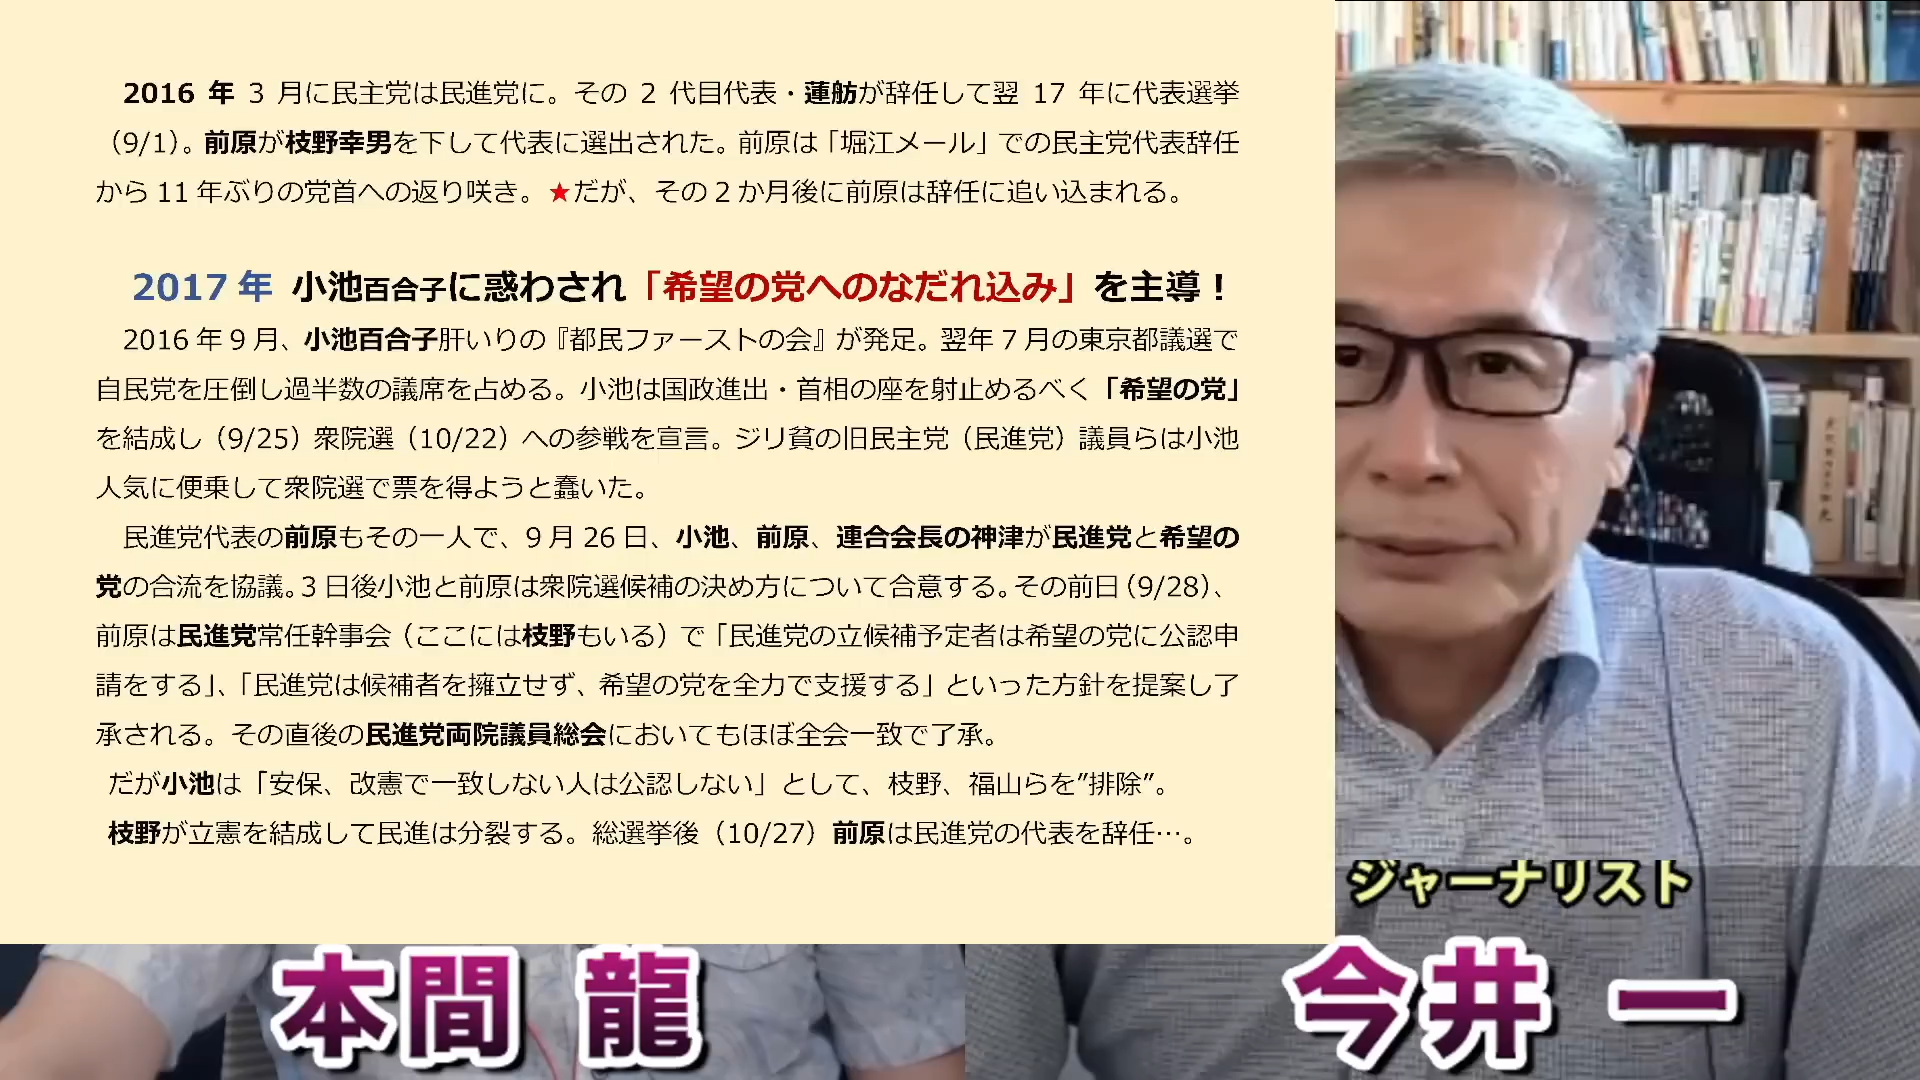 2016 年 3 月に民主党は民進党に。その 2 代目代表・蓮舫が辞任して翌 17 年に代表選挙
（9/1）。前原が枝野幸男を下して代表に選出された。前原は「堀江メール」での民主党代表辞任
から 11 年ぶりの党首への返り咲き。★だが、その 2 か月後に前原は辞任に追い込まれる。
2017 年 小池百合子に惑わされ「希望の党へのなだれ込み」を主導！
2016 年 9 月、小池百合子肝いりの『都民ファーストの会』が発足。翌年 7 月の東京都議選で
自民党を圧倒し過半数の議席を占める。小池は国政進出・首相の座を射止めるべく「希望の党」
を結成し（9/25）衆院選（10/22）への参戦を宣言。ジリ貧の旧民主党（民進党）議員らは小池
人気に便乗して衆院選で票を得ようと蠢いた。
民進党代表の前原もその一人で、9 月 26 日、小池、前原、連合会長の神津が民進党と希望の
党の合流を協議。3 日後小池と前原は衆院選候補の決め方について合意する。その前日（9/28）、
前原は民進党常任幹事会（ここには枝野もいる）で「民進党の立候補予定者は希望の党に公認申
請をする」、「民進党は候補者を擁立せず、希望の党を全力で支援する」といった方針を提案し了
承される。その直後の民進党両院議員総会においてもほぼ全会一致で了承。
だが小池は「安保、改憲で一致しない人は公認しない」として、枝野、福山らを”排除”。
枝野が立憲を結成して民進は分裂する。総選挙後（10/27）前原は民進党の代表を辞任…。
ジャーナリスト
本間 龍
今井 一